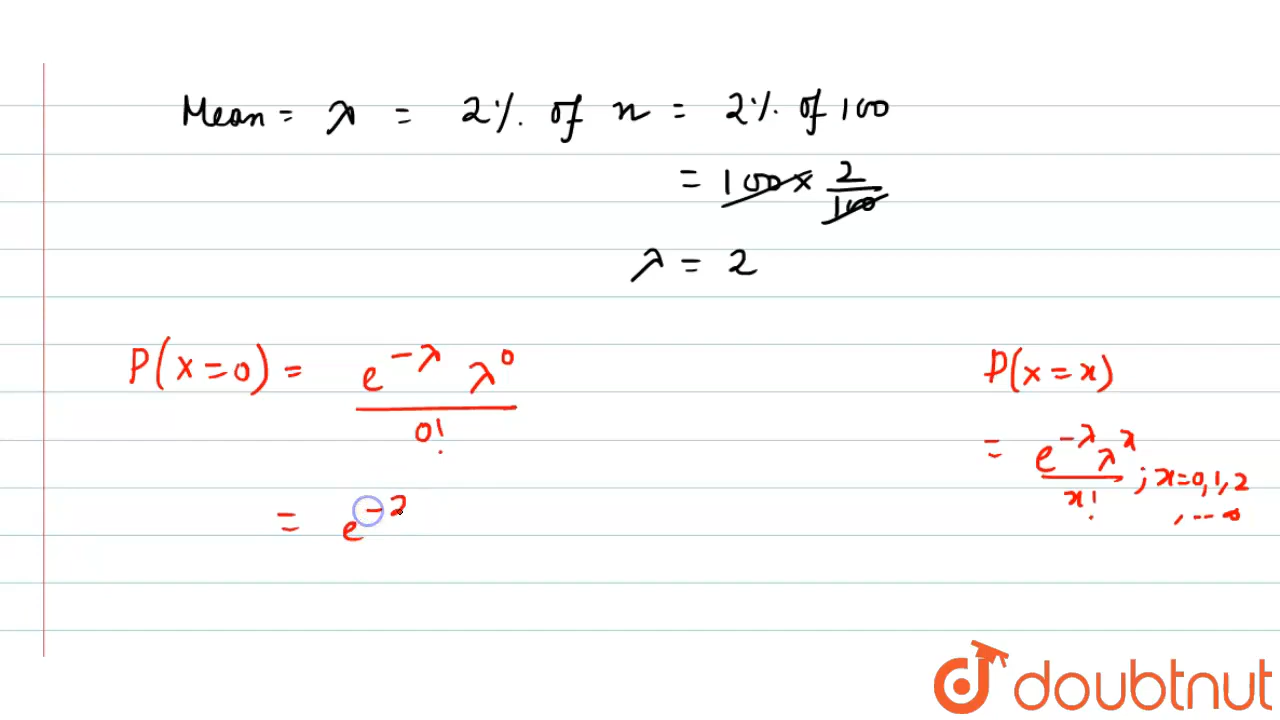 Mean = λ = 2% of n = 2% of 100
= 100 × 2/100
λ = 2
P(x=0) = e^-λ λ^0 / 0!
P(x=x)
= e^-λ λ^x / x! ; x=0,1,2
, ... ∞
= e^-2
doubtnut